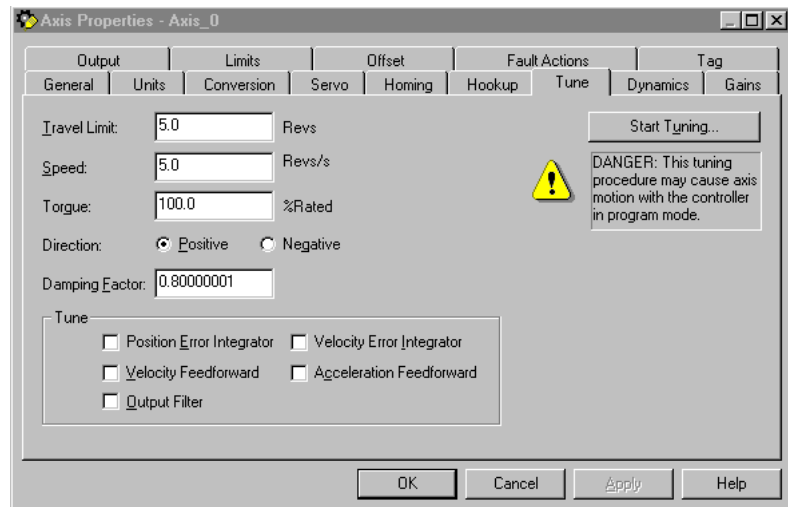 Axis Properties - Axis_0
Output Limits Offset Fault Actions Tag
General Units Conversion Servo Homing Hookup Tune Dynamics Gains
Travel Limit: 5.0 Revs
Start Tuning...
Speed: 5.0 Revs/s
DANGER: This tuning
procedure may cause axis
motion with the controller
in program mode.
Torgue: 100.0 %Rated
Direction: Positive Negative
Damping Factor: 0.80000001
Tune
Position Error Integrator Velocity Error Integrator
Velocity Feedforward Acceleration Feedforward
Output Filter
OK Cancel Apply Help